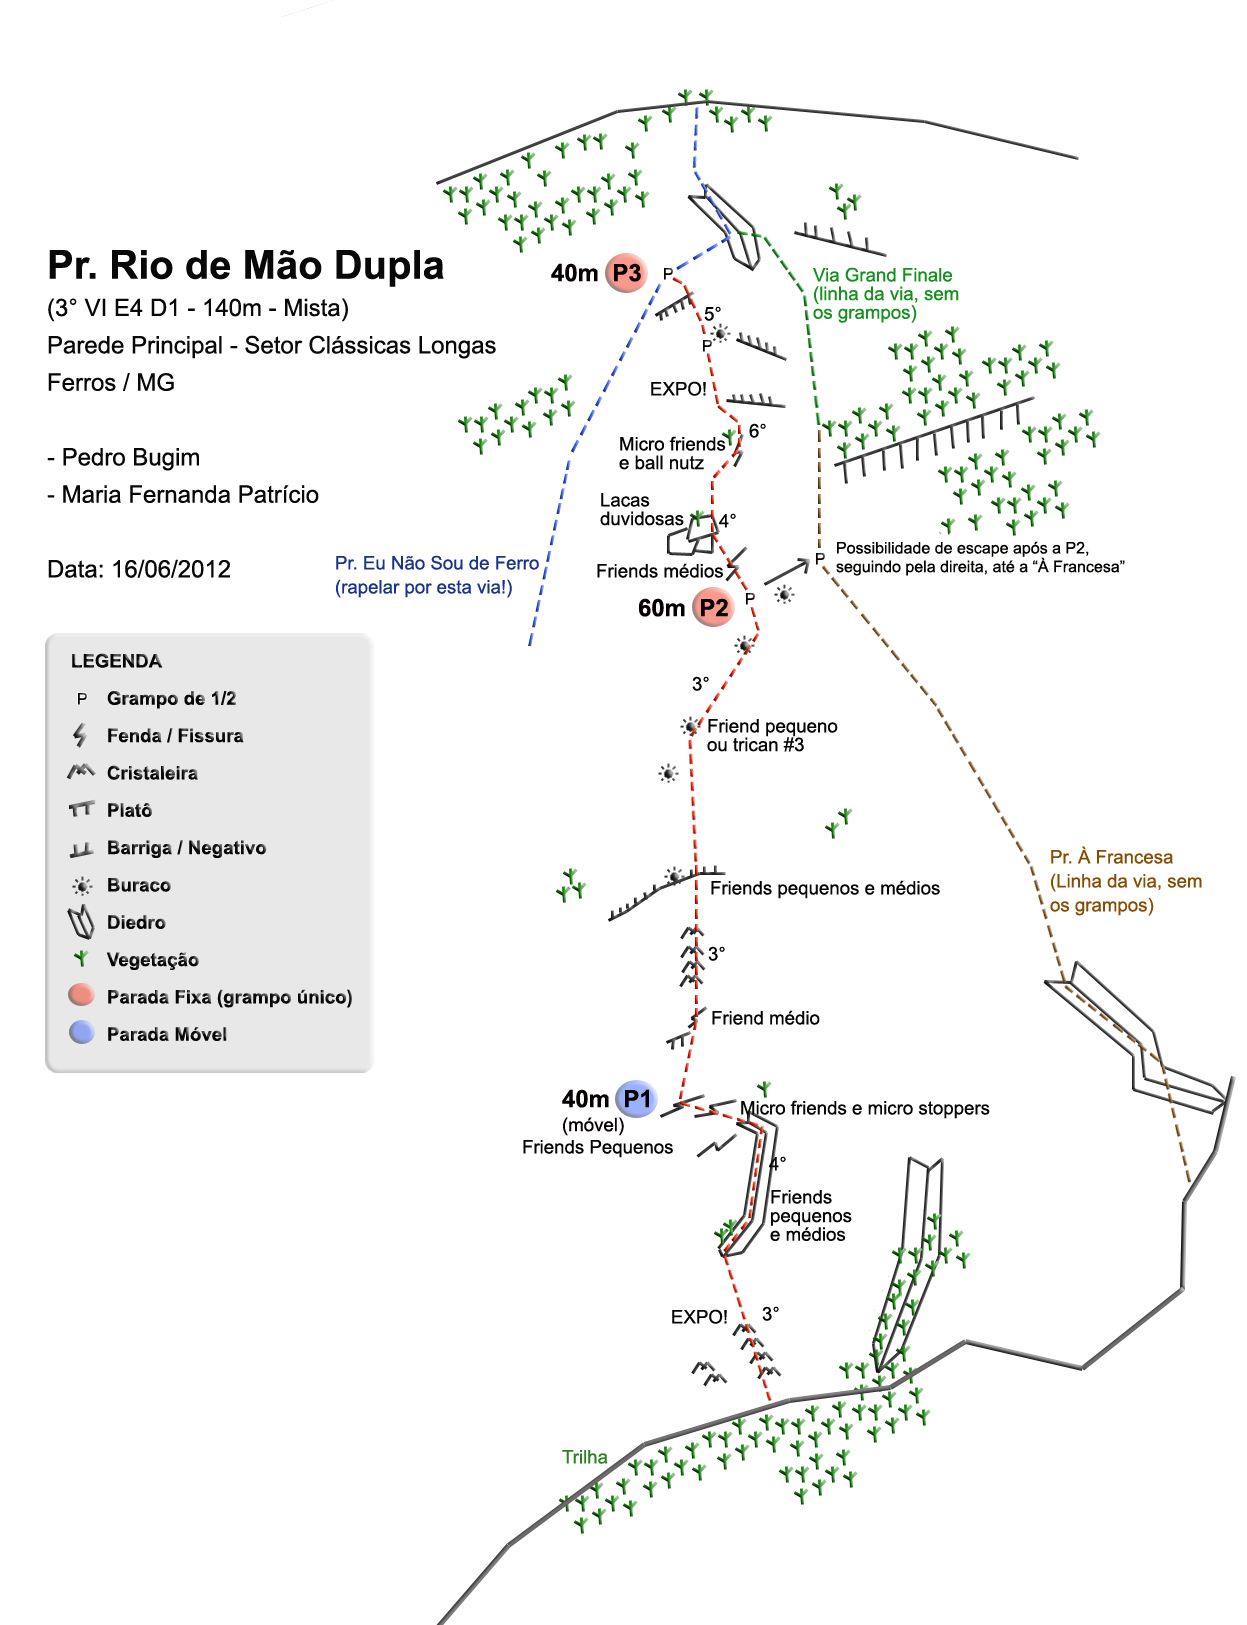 Pr. Rio de Mão Dupla
(3° VI E4 D1 - 140m - Mista)
Parede Principal - Setor Clássicas Longas
Ferros / MG
- Pedro Bugim
- Maria Fernanda Patrício
Data: 16/06/2012
LEGENDA
P Grampo de 1/2
Fenda / Fissura
Cristaleira
Platô
Barriga / Negativo
Buraco
Diedro
Vegetação
Parada Fixa (grampo único)
Parada Móvel
40m P3
P
Via Grand Finale
(linha da via, sem
os grampos)
5°
P
EXPO!
6°
Micro friends
e ball nutz
Lacas
duvidosas
4°
Friends médios
Pr. Eu Não Sou de Ferro
(rapelar por esta via!)
P
Possibilidade de escape após a P2,
seguindo pela direita, até a “À Francesa”
60m P2
P
3°
Friend pequeno
ou trican #3
Pr. À Francesa
(Linha da via, sem
os grampos)
Friends pequenos e médios
3°
Friend médio
40m P1
(móvel)
Friends Pequenos
Micro friends e micro stoppers
4°
Friends
pequenos
e médios
EXPO!
3°
Trilha